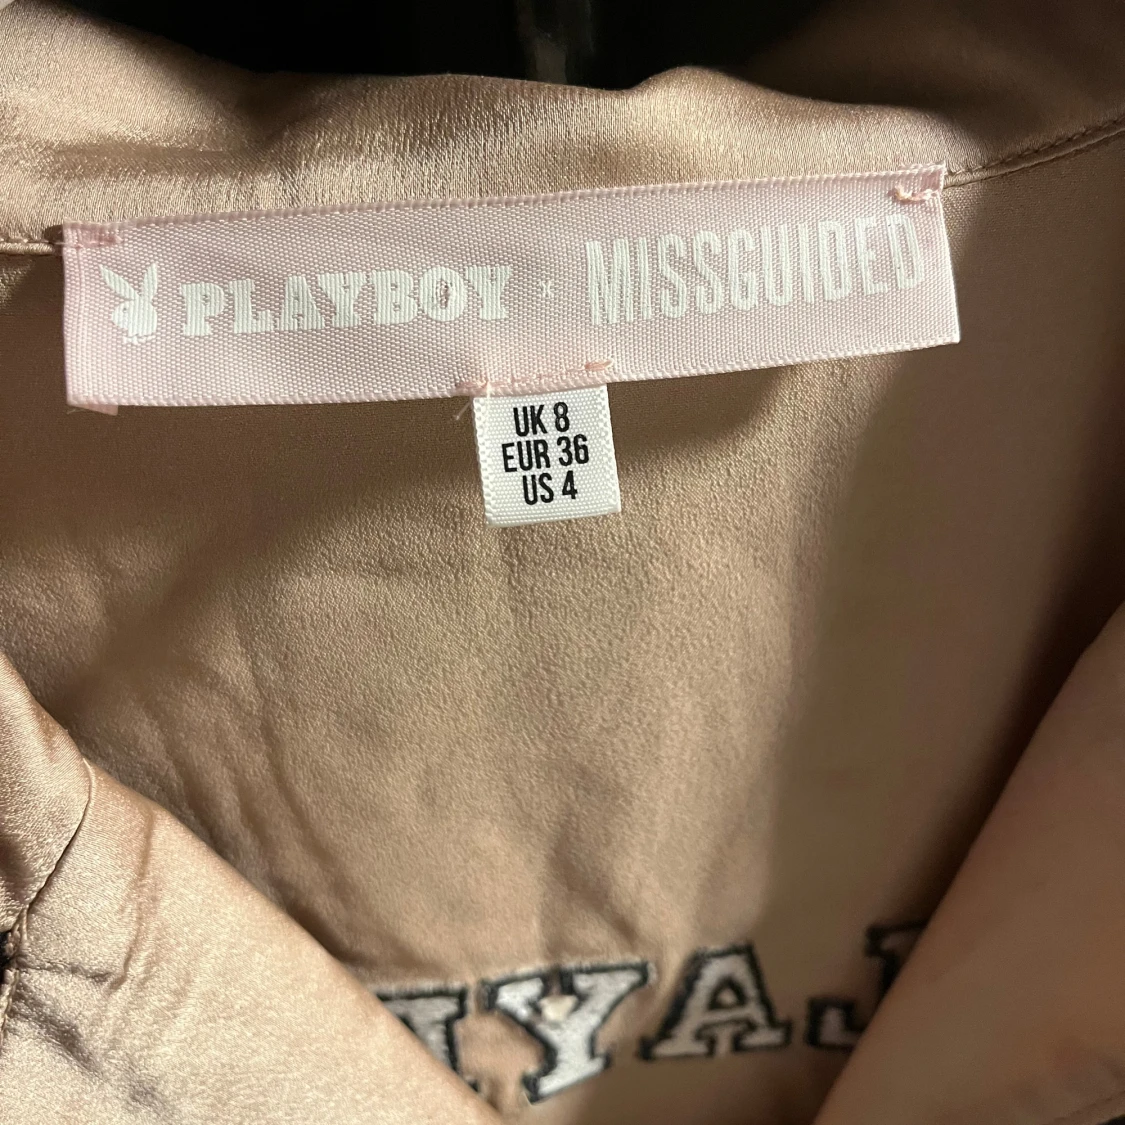 PLAYBOY × MISSGUIDED
UK 8
EUR 36
US 4